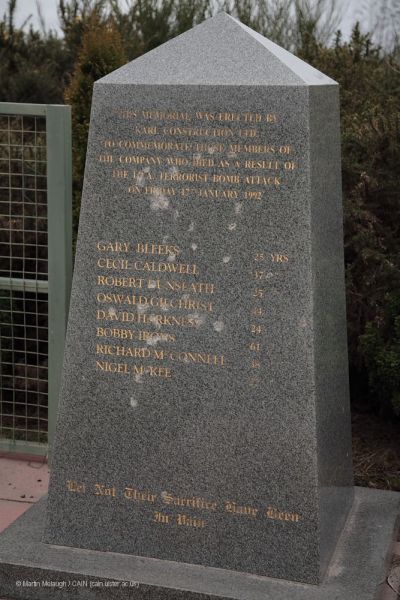 THIS MEMORIAL WAS ERECTED BY
KARL CONSTRUCTION LTD.
TO COMMEMORATE THOSE MEMBERS OF
THE COMPANY WHO DIED AS A RESULT OF
THE I.R.A. TERRORIST BOMB ATTACK
ON FRIDAY 17TH JANUARY 1992
GARY BLEEKS 25 YRS
CECIL CALDWELL 37
ROBERT DUNSEATH 25
OSWALD GILCHRIST
DAVID HARKNESS 24
BOBBY IRONS 61
RICHARD McCONNELL
NIGEL McKEE
Let Not Their Sacrifice Have Been
In Vain
© Martin Melaugh / CAIN (cain.ulster.ac.uk)